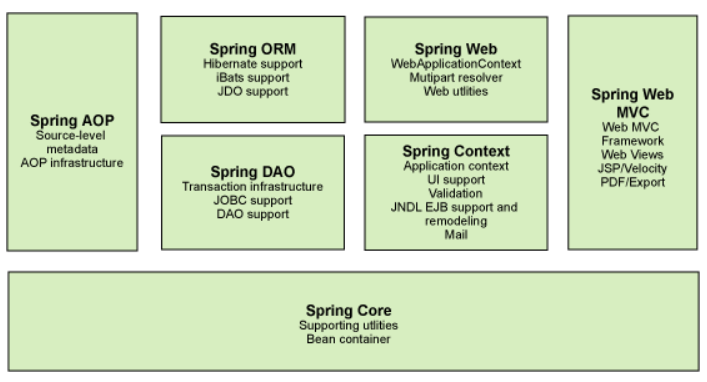 Spring AOP
Source-level
metadata
AOP infrastructure
Spring ORM
Hibernate support
iBats support
JDO support
Spring DAO
Transaction infrastructure
JOBC support
DAO support
Spring Web
WebApplicationContext
Mutipart resolver
Web utlities
Spring Context
Application context
UI support
Validation
JNDL EJB support and
remodeling
Mail
Spring Web
MVC
Web MVC
Framework
Web Views
JSP/Velocity
PDF/Export
Spring Core
Supporting utlities
Bean container